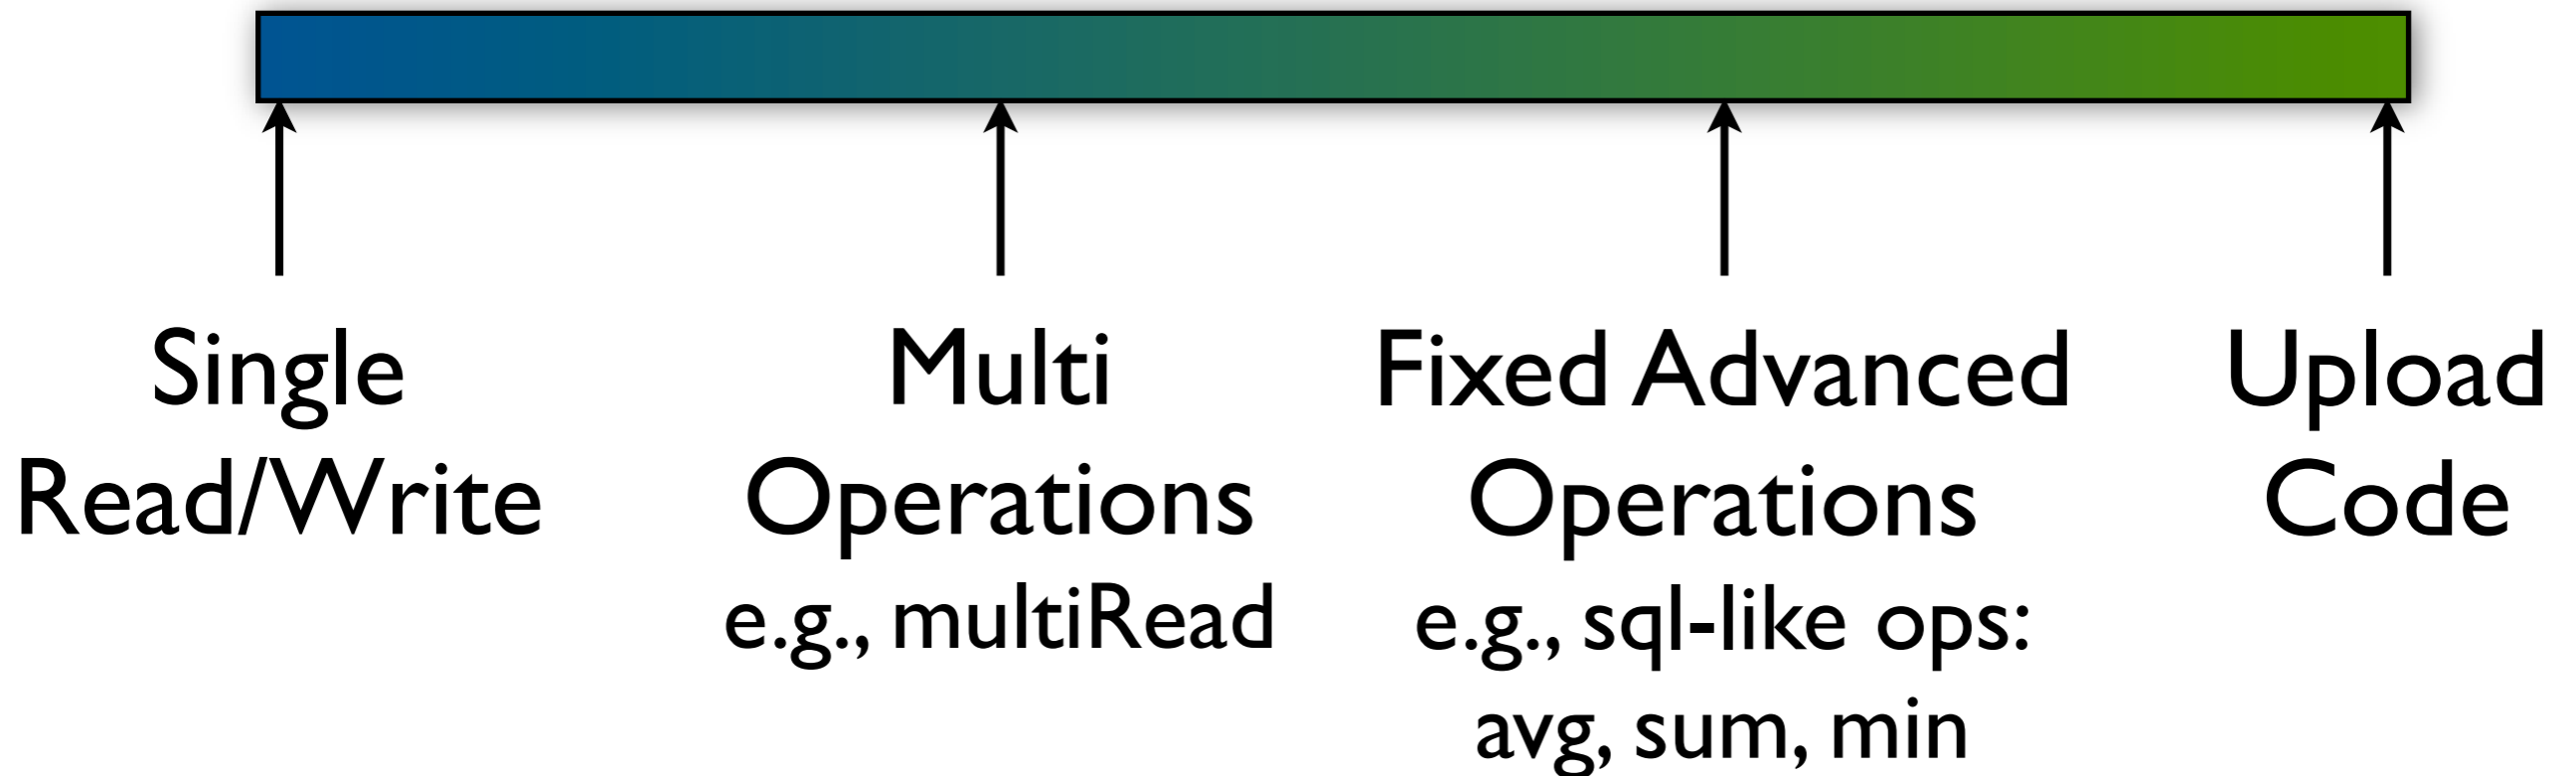 Single
Read/Write
Multi
Operations
e.g., multiRead
Fixed Advanced
Operations
e.g., sql-like ops:
avg, sum, min
Upload
Code